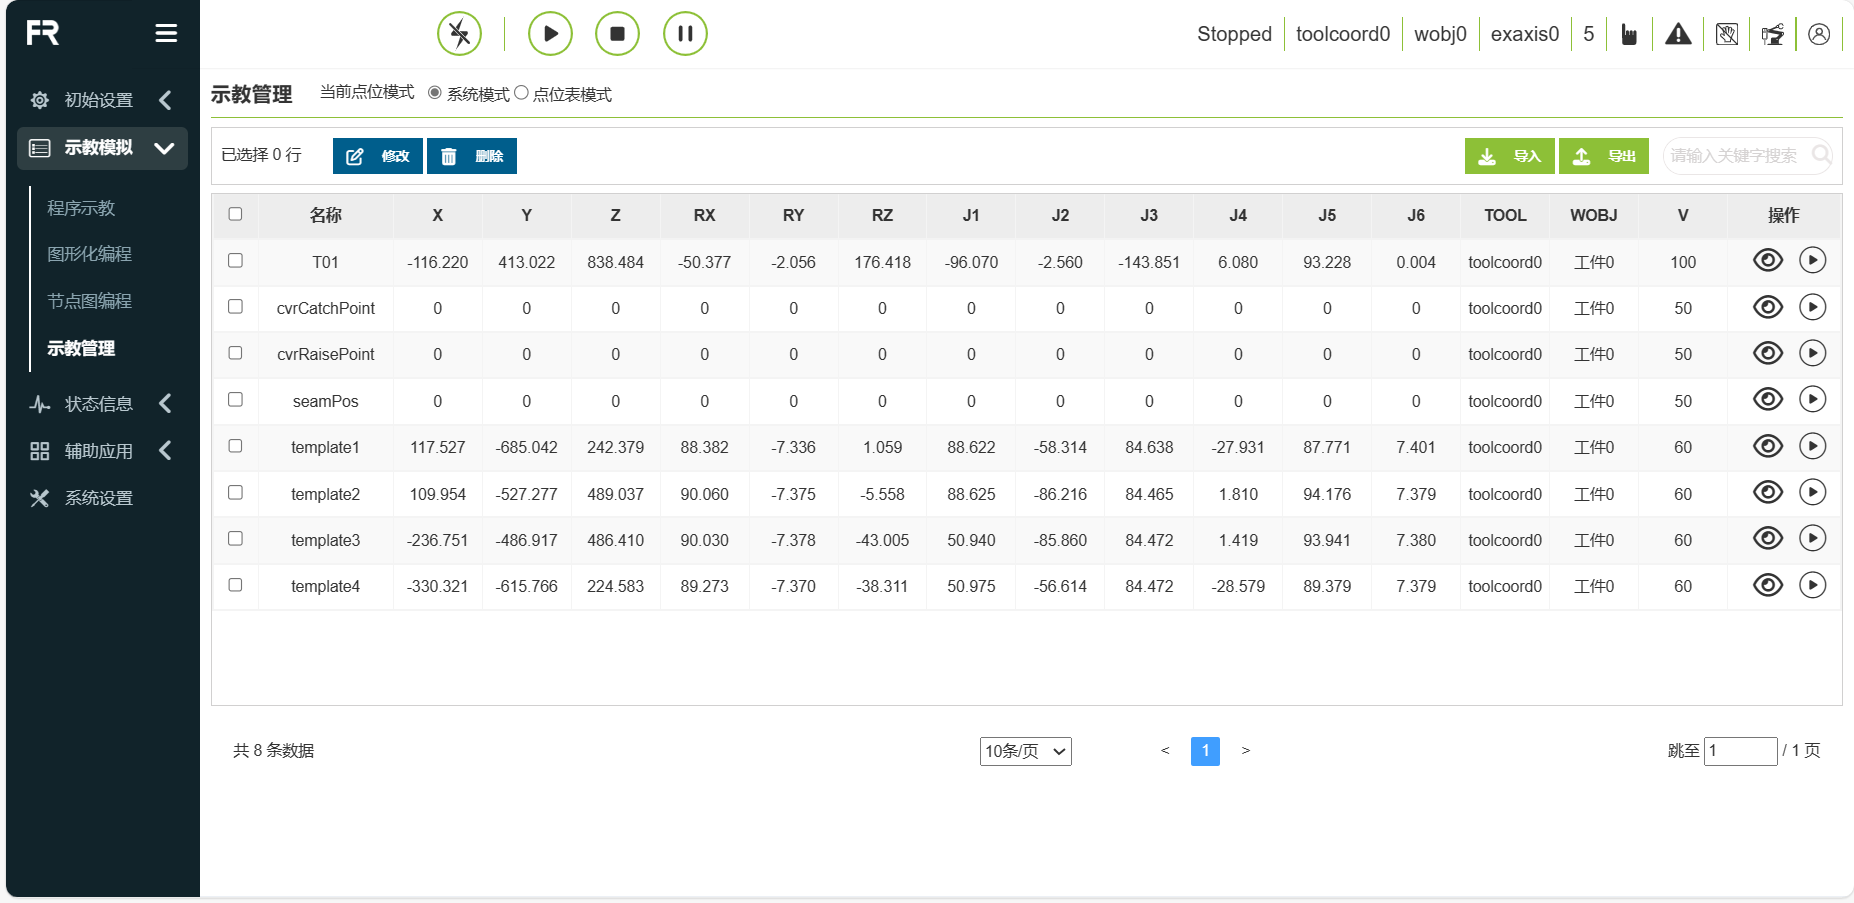 FR
Stopped toolcoord0 wobj0 exaxis0 5
初始设置
示教模拟
程序示教
图形化编程
节点图编程
示教管理
状态信息
辅助应用
系统设置
示教管理 当前点位模式 系统模式 点位表模式
已选择 0 行 修改 删除 导入 导出 请输入关键字搜索
名称 X Y Z RX RY RZ J1 J2 J3 J4 J5 J6 TOOL WOBJ V 操作
T01 -116.220 413.022 838.484 -50.377 -2.056 176.418 -96.070 -2.560 -143.851 6.080 93.228 0.004 toolcoord0 工件0 100
cvrCatchPoint 0 0 0 0 0 0 0 0 0 0 0 0 toolcoord0 工件0 50
cvrRaisePoint 0 0 0 0 0 0 0 0 0 0 0 0 toolcoord0 工件0 50
seamPos 0 0 0 0 0 0 0 0 0 0 0 0 toolcoord0 工件0 50
template1 117.527 -685.042 242.379 88.382 -7.336 1.059 88.622 -58.314 84.638 -27.931 87.771 7.401 toolcoord0 工件0 60
template2 109.954 -527.277 489.037 90.060 -7.375 -5.558 88.625 -86.216 84.465 1.810 94.176 7.379 toolcoord0 工件0 60
template3 -236.751 -486.917 486.410 90.030 -7.378 -43.005 50.940 -85.860 84.472 1.419 93.941 7.380 toolcoord0 工件0 60
template4 -330.321 -615.766 224.583 89.273 -7.370 -38.311 50.975 -56.614 84.472 -28.579 89.379 7.379 toolcoord0 工件0 60
共 8 条数据 10条/页 < 1 > 跳至 1 / 1 页